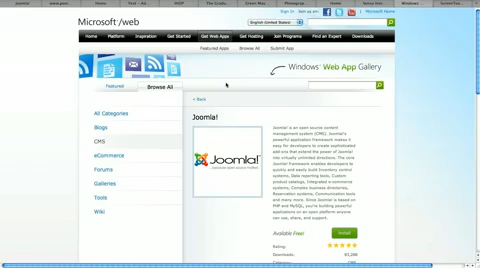 Joomla!
Home
Home
Windows
Sign In
Microsoft Home
Microsoft /web
English (United States)
Home Platform Inspiration Get Started Get Web Apps Get Hosting Join Programs Find an Expert Downloads
Featured Apps Browse All Submit App
Windows Web App Gallery
Featured Browse All
< Back
All Categories
Blogs
CMS
eCommerce
Forums
Galleries
Tools
Wiki
Joomla!
Joomla!
Joomla is an open source content
management system (CMS). Joomla's
powerful application framework makes it
easy for developers to create sophisticated
add-ons that extend the power of Joomla
into virtually unlimited directions. The core
Joomla framework enables developers to
quickly and easily build inventory control
systems, Data reporting tools, Custom
product catalogs, Integrated e-commerce
systems, Complex business directories,
Reservation systems, Communication tools
and many more. Since Joomla is based on
PHP and MySQL, you're building powerful
applications on an open platform anyone
can use, share, and support.
Available Free!
Install
Rating:
Downloads:
Category:
CMS